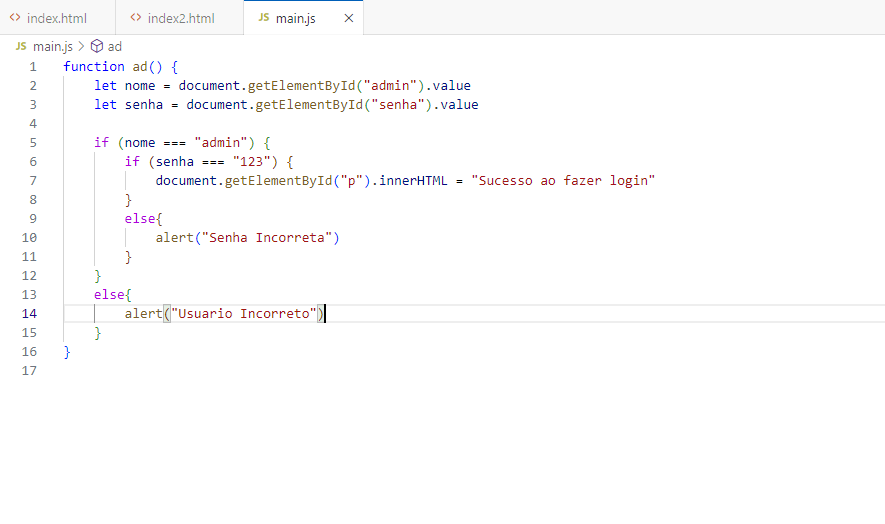 <> index.html <> index2.html JS main.js ×
JS main.js > ad
1 function ad() {
2 let nome = document.getElementById("admin").value
3 let senha = document.getElementById("senha").value
4
5 if (nome === "admin") {
6 if (senha === "123") {
7 document.getElementById("p").innerHTML = "Sucesso ao fazer login"
8 }
9 else{
10 alert("Senha Incorreta")
11 }
12 }
13 else{
14 alert("Usuario Incorreto")
15 }
16 }
17